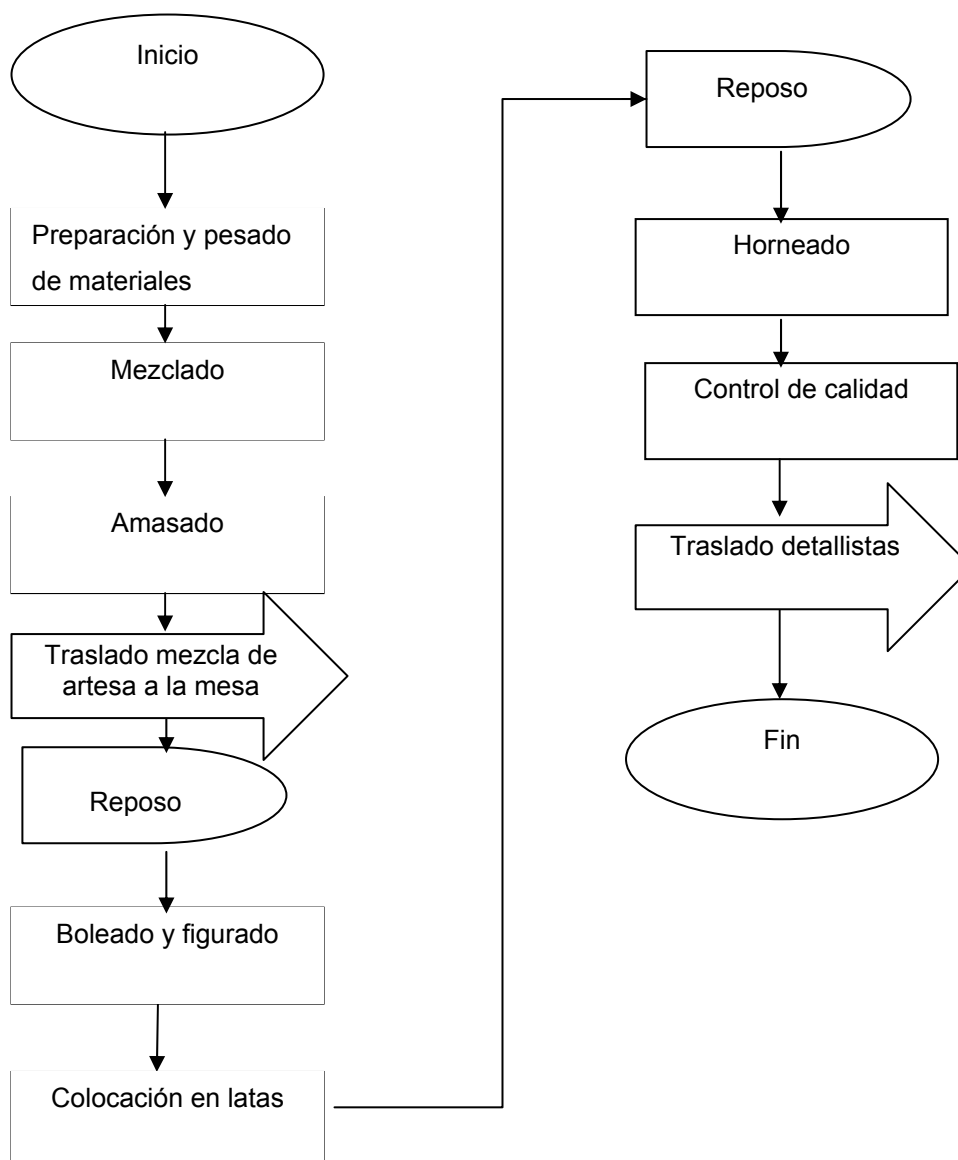 Inicio
Preparación y pesado
de materiales
Mezclado
Amasado
Traslado mezcla de
artesa a la mesa
Reposo
Boleado y figurado
Colocación en latas
Reposo
Horneado
Control de calidad
Traslado detallistas
Fin